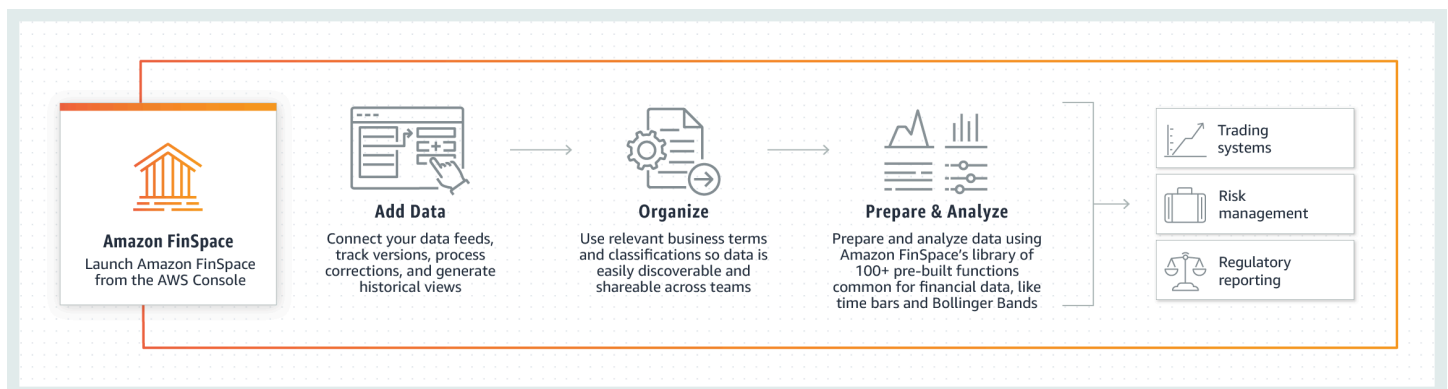 Amazon FinSpace
Launch Amazon FinSpace
from the AWS Console
Add Data
Connect your data feeds,
track versions, process
corrections, and generate
historical views
Organize
Use relevant business terms
and classifications so data is
easily discoverable and
shareable across teams
Prepare & Analyze
Prepare and analyze data using
Amazon FinSpace's library of
100+ pre-built functions
common for financial data, like
time bars and Bollinger Bands
Trading
systems
Risk
management
Regulatory
reporting